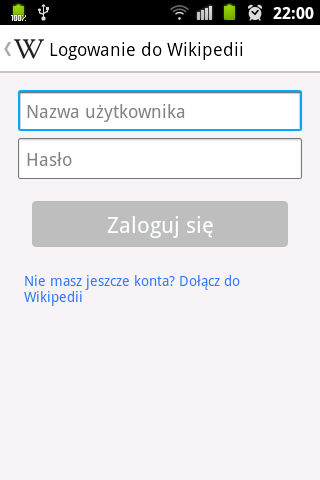 100% 22:00
W Logowanie do Wikipedii
Nazwa użytkownika
Hasło
Zaloguj się
Nie masz jeszcze konta? Dołącz do
Wikipedii